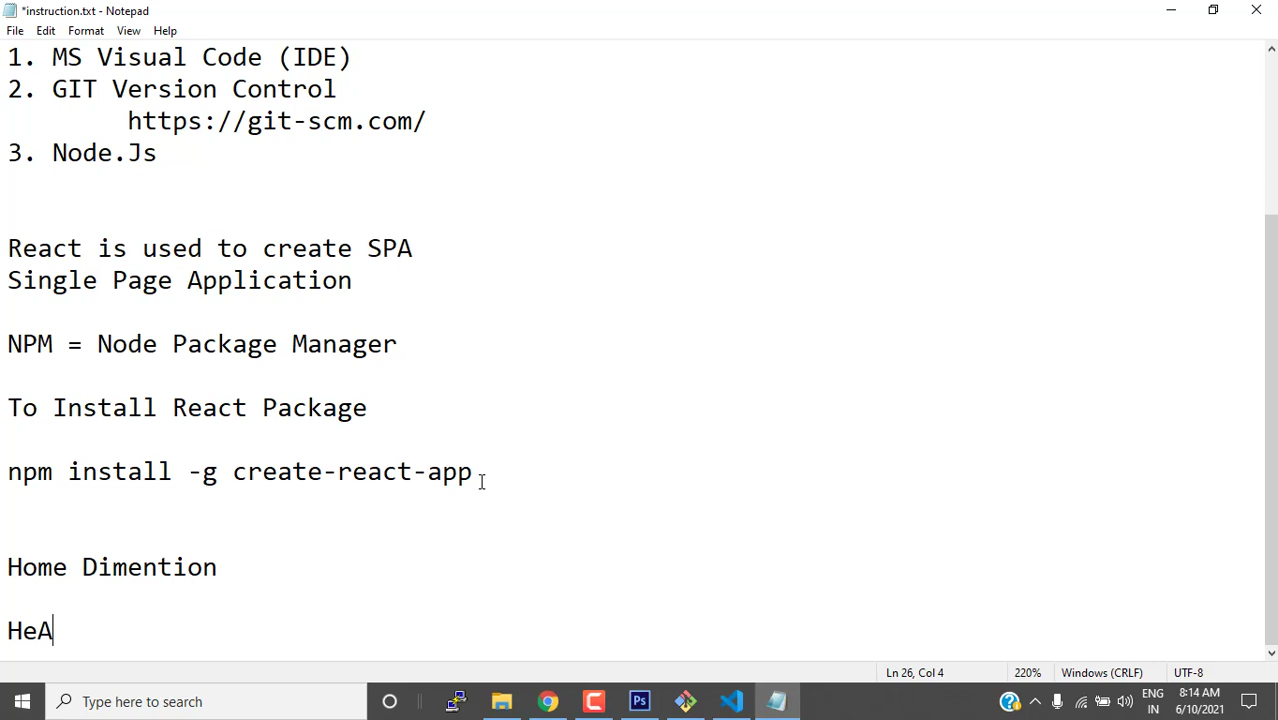 *instruction.txt - Notepad
File Edit Format View Help
1. MS Visual Code (IDE)
2. GIT Version Control
https://git-scm.com/
3. Node.Js
React is used to create SPA
Single Page Application
NPM = Node Package Manager
To Install React Package
npm install -g create-react-app
Home Dimention
HeA
Ln 26, Col 4 220% Windows (CRLF) UTF-8
Type here to search Ps ENG IN 8:14 AM 6/10/2021